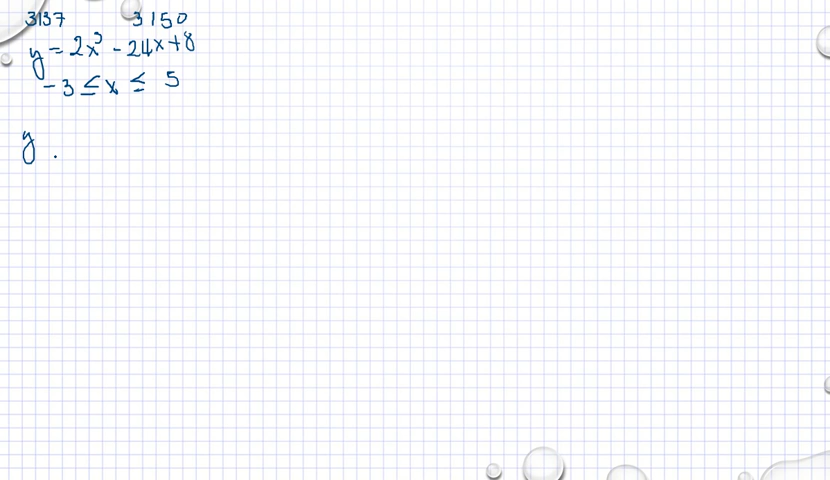 3137 3150
y = 2x³ - 24x + 8
- 3 ≤ x ≤ 5
y .